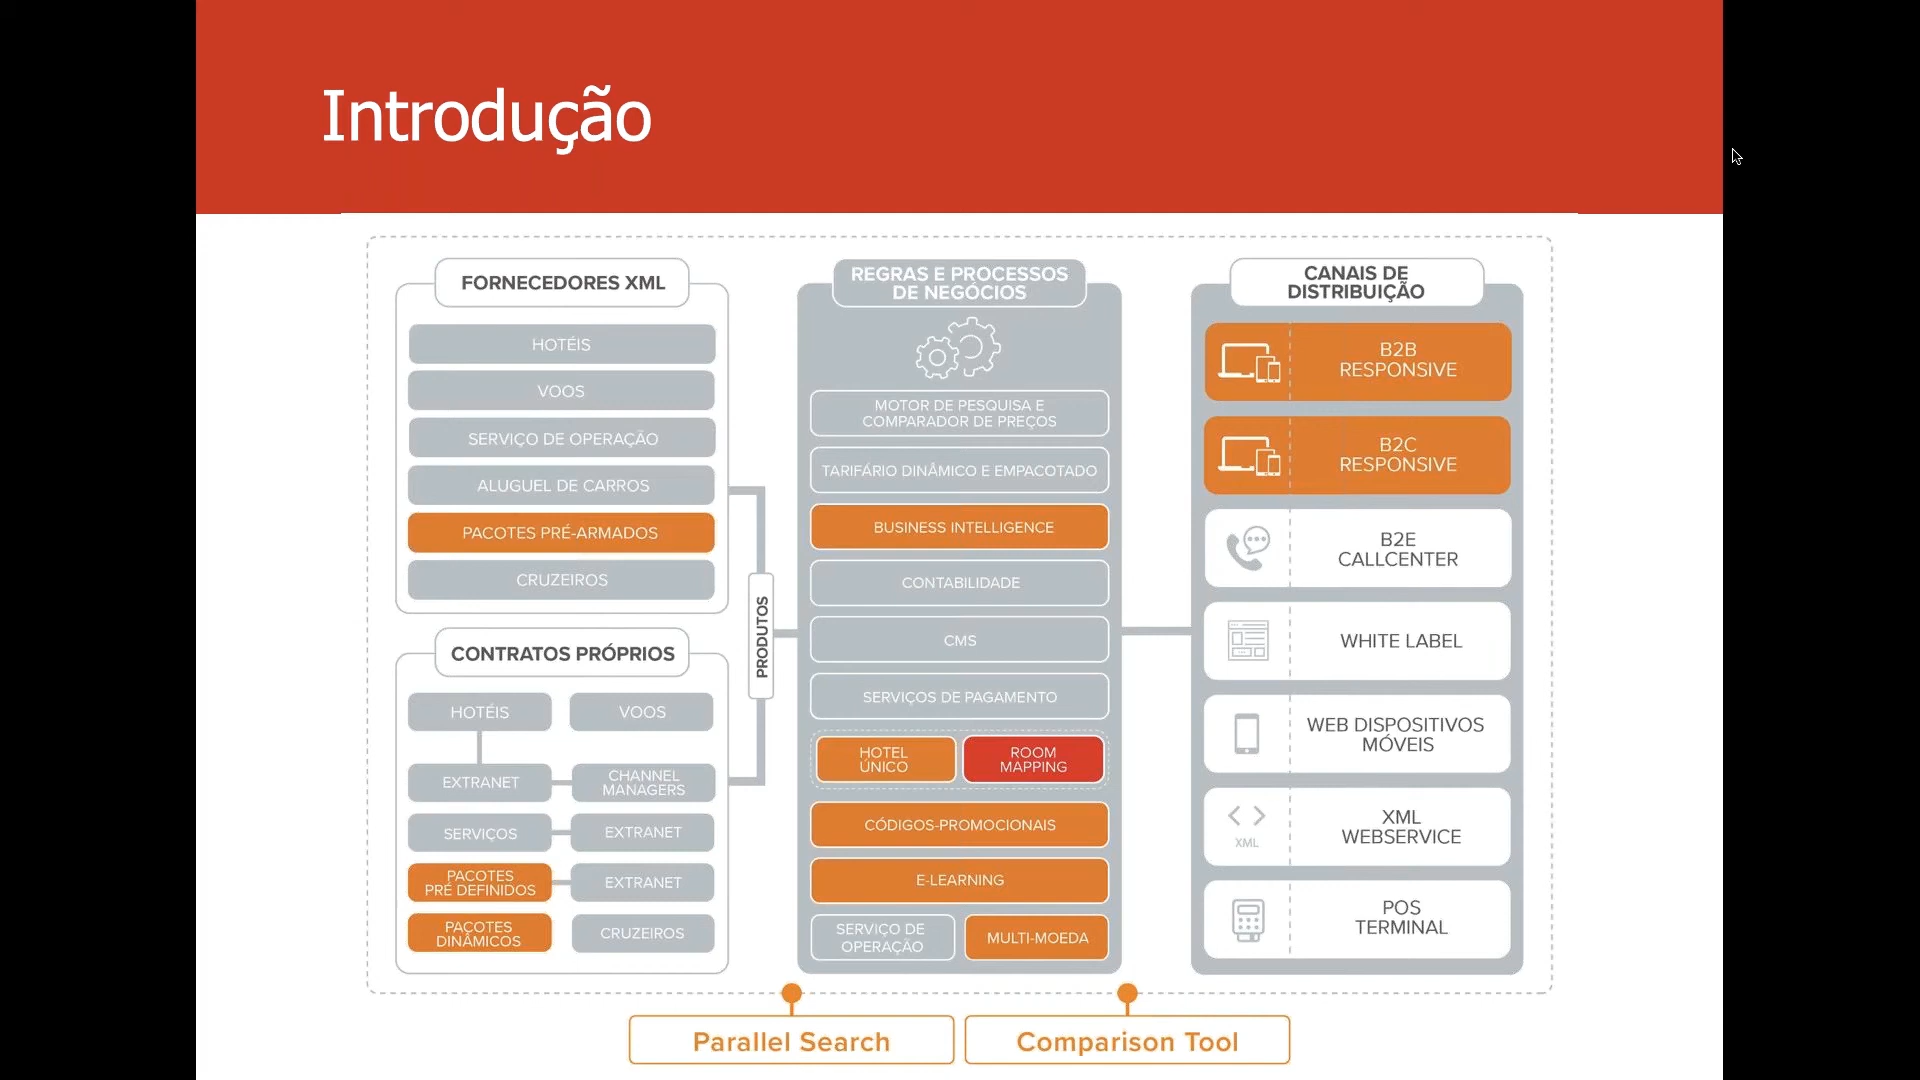 Introdução
FORNECEDORES XML
HOTÉIS
VOOS
SERVIÇO DE OPERAÇÃO
ALUGUEL DE CARROS
PACOTES PRÉ-ARMADOS
CRUZEIROS
CONTRATOS PRÓPRIOS
HOTÉIS
VOOS
EXTRANET
CHANNEL
MANAGERS
SERVIÇOS
EXTRANET
PACOTES
PRÉ DEFINIDOS
EXTRANET
PACOTES
DINÂMICOS
CRUZEIROS
PRODUTOS
REGRAS E PROCESSOS
DE NEGÓCIOS
MOTOR DE PESQUISA E
COMPARADOR DE PREÇOS
TARIFÁRIO DINÂMICO E EMPACOTADO
BUSINESS INTELLIGENCE
CONTABILIDADE
CMS
SERVIÇOS DE PAGAMENTO
HOTEL
ÚNICO
ROOM
MAPPING
CÓDIGOS-PROMOCIONAIS
E-LEARNING
SERVIÇO DE
OPERAÇÃO
MULTI-MOEDA
CANAIS DE
DISTRIBUIÇÃO
B2B
RESPONSIVE
B2C
RESPONSIVE
B2E
CALLCENTER
WHITE LABEL
WEB DISPOSITIVOS
MÓVEIS
XML
XML
WEBSERVICE
POS
TERMINAL
Parallel Search
Comparison Tool